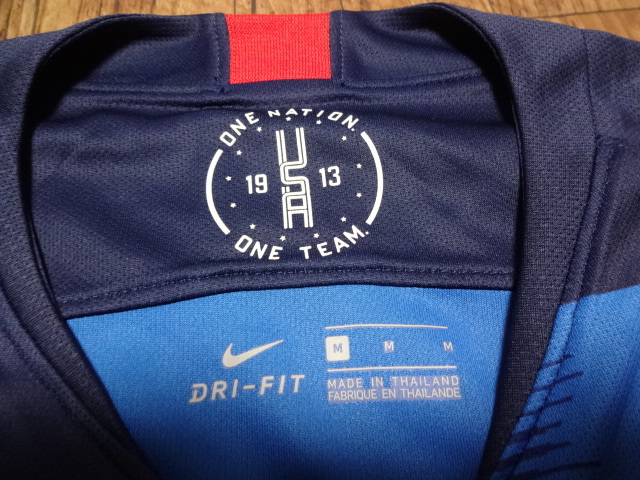 ONE NATION.
USA
19 13
ONE TEAM.
DRI-FIT
M M M
MADE IN THAILAND
FABRIQUE EN THAILANDE